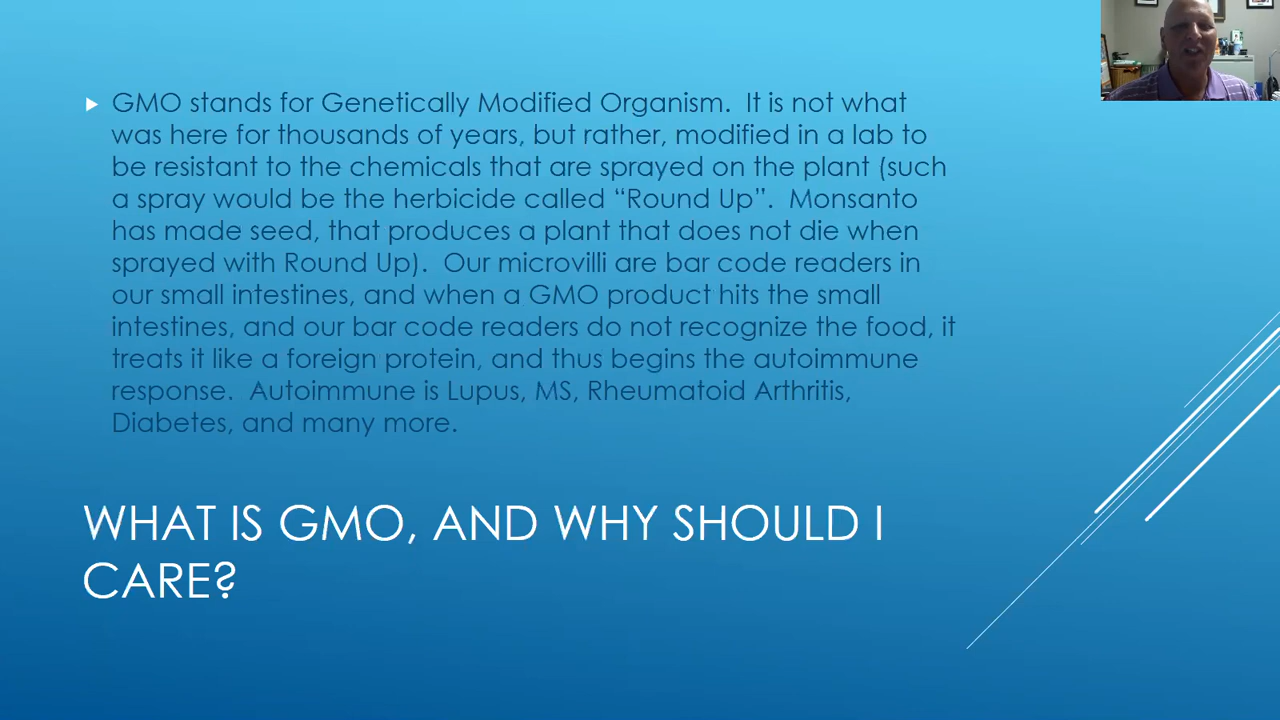 GMO stands for Genetically Modified Organism.  It is not what
was here for thousands of years, but rather, modified in a lab to
be resistant to the chemicals that are sprayed on the plant (such
a spray would be the herbicide called “Round Up”.  Monsanto
has made seed, that produces a plant that does not die when
sprayed with Round Up).  Our microvilli are bar code readers in
our small intestines, and when a GMO product hits the small
intestines, and our bar code readers do not recognize the food, it
treats it like a foreign protein, and thus begins the autoimmune
response.  Autoimmune is Lupus, MS, Rheumatoid Arthritis,
Diabetes, and many more.
WHAT IS GMO, AND WHY SHOULD I
CARE?